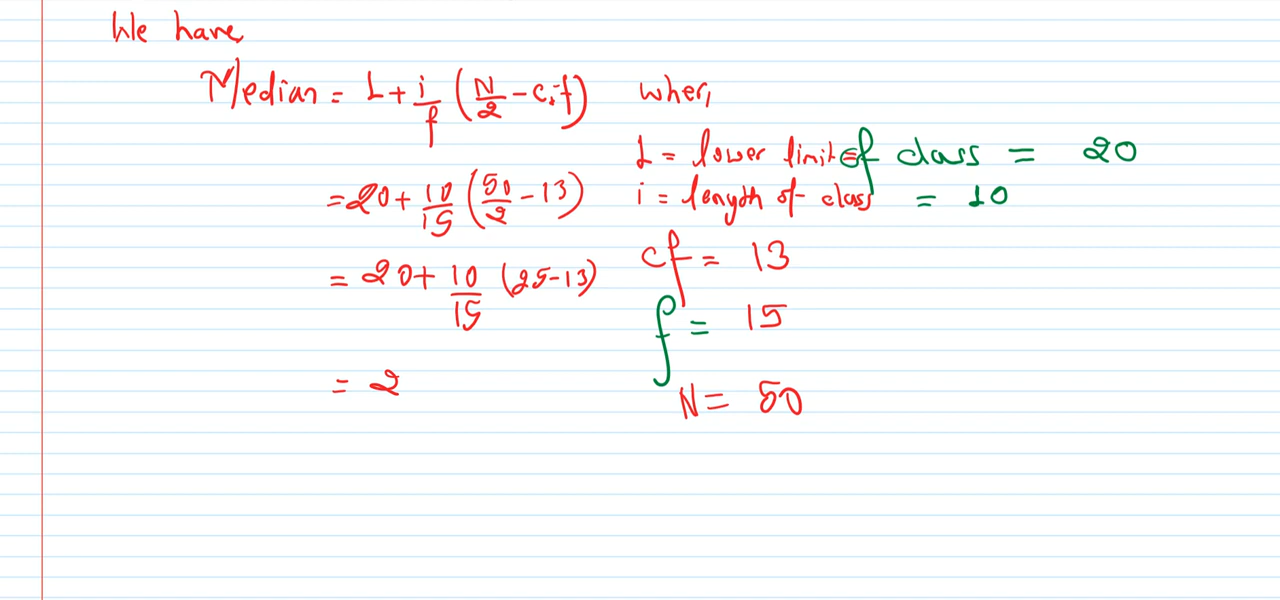 We have,
Median = L + i/f (N/2 - c.f) where,
L = lower limit of class = 20
= 20 + 10/15 (50/2 - 13) i = length of class = 10
cf = 13
= 20 + 10/15 (25-13)
f = 15
= 2
N = 50